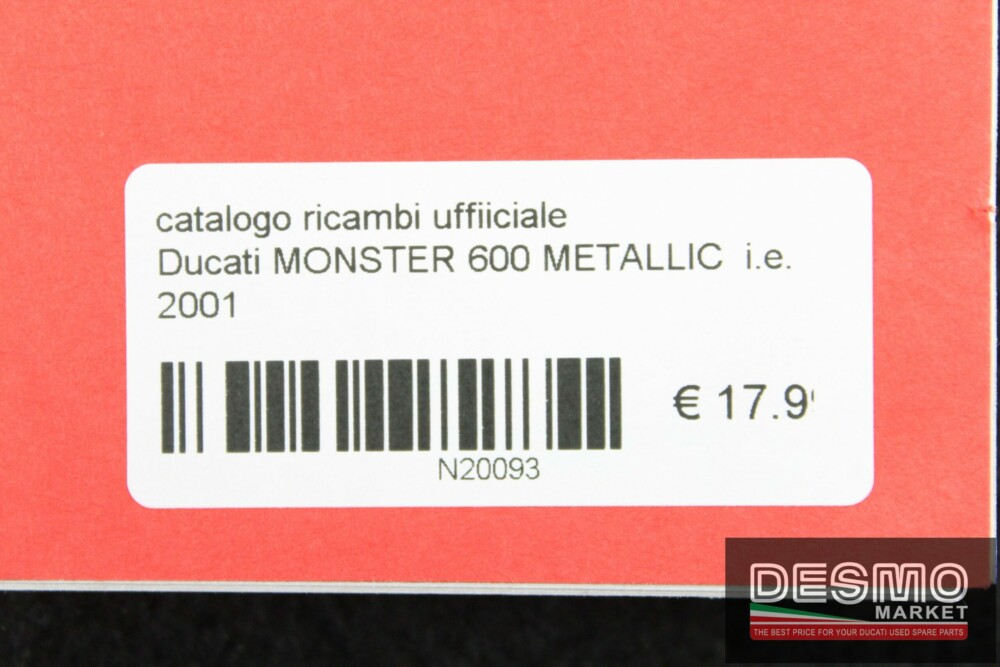 catalogo ricambi uffiiciale
Ducati MONSTER 600 METALLIC i.e.
2001
€ 17.9
N20093
DESMO
MARKET
THE BEST PRICE FOR YOUR DUCATI USED SPARE PARTS